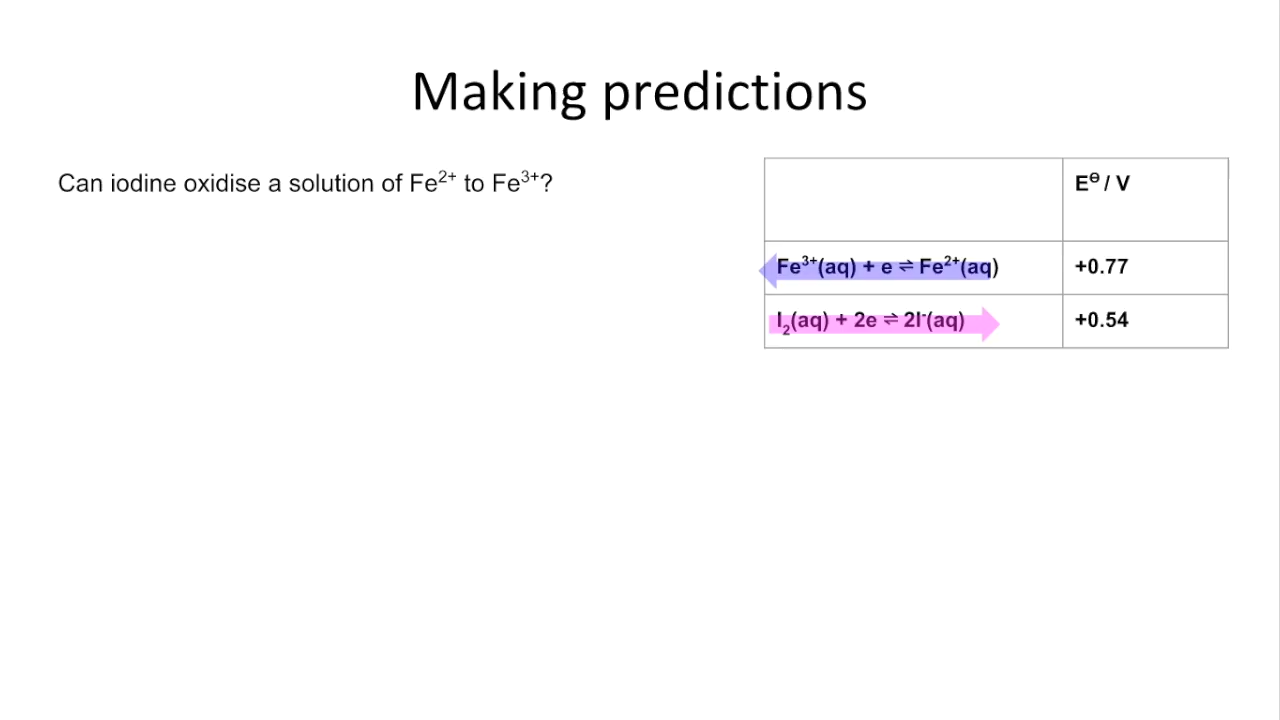 Making predictions
Can iodine oxidise a solution of Fe²⁺ to Fe³⁺?
E⊖ / V
Fe³⁺(aq) + e ⇌ Fe²⁺(aq)
+0.77
I₂(aq) + 2e ⇌ 2I⁻(aq)
+0.54